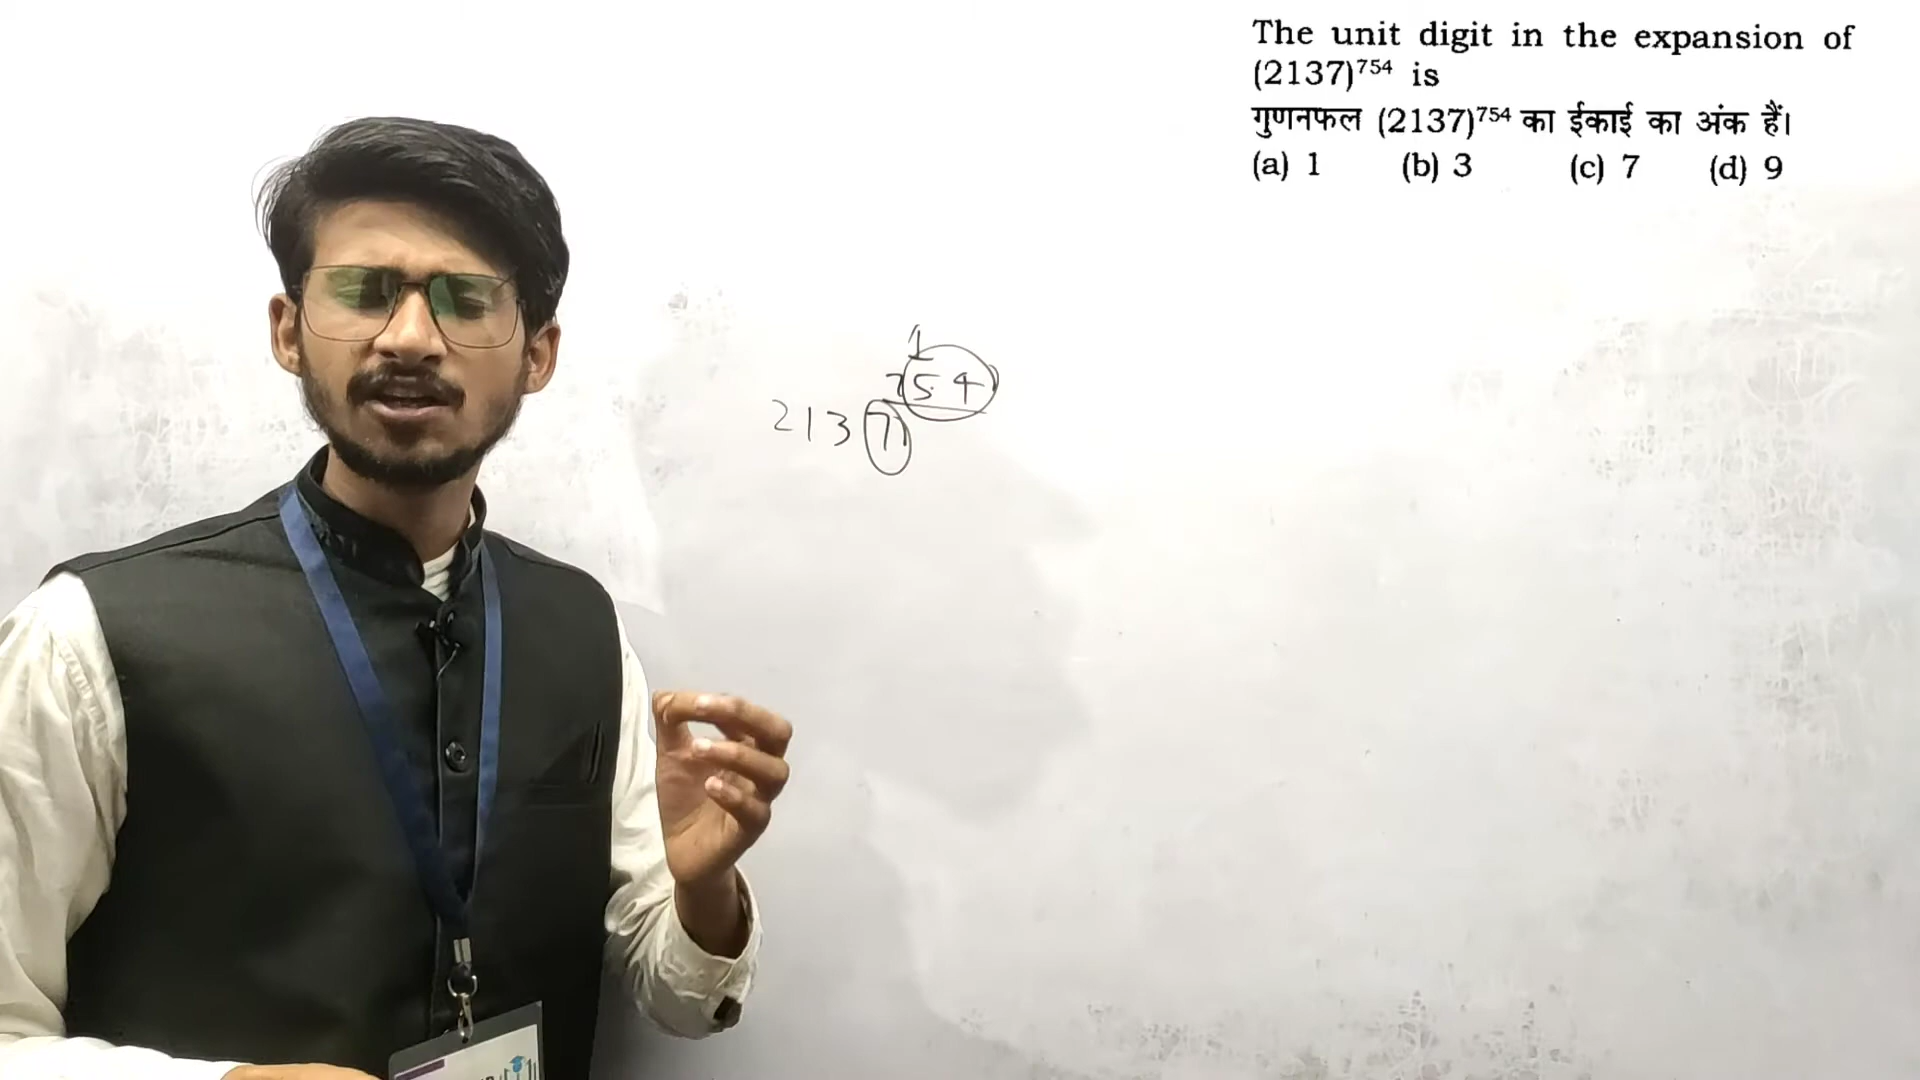 The unit digit in the expansion of
(2137)⁷⁵⁴ is
गुणनफल (2137)⁷⁵⁴ का ईकाई का अंक हैं।
(a) 1 (b) 3 (c) 7 (d) 9
1
754
2137